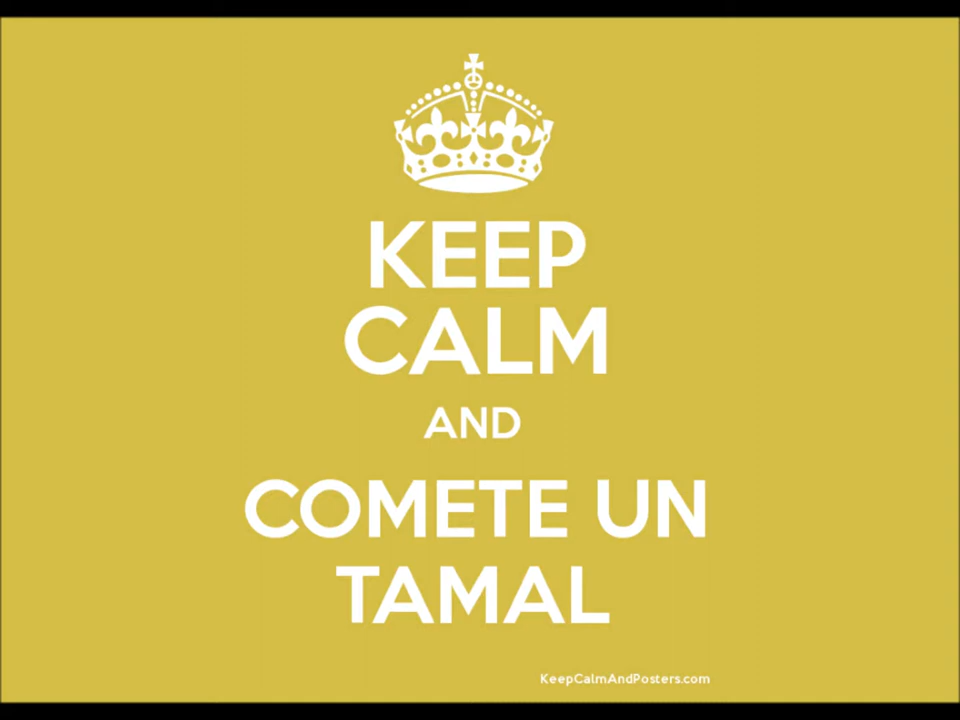 KEEP
CALM
AND
COMETE UN
TAMAL
KeepCalmAndPosters.com